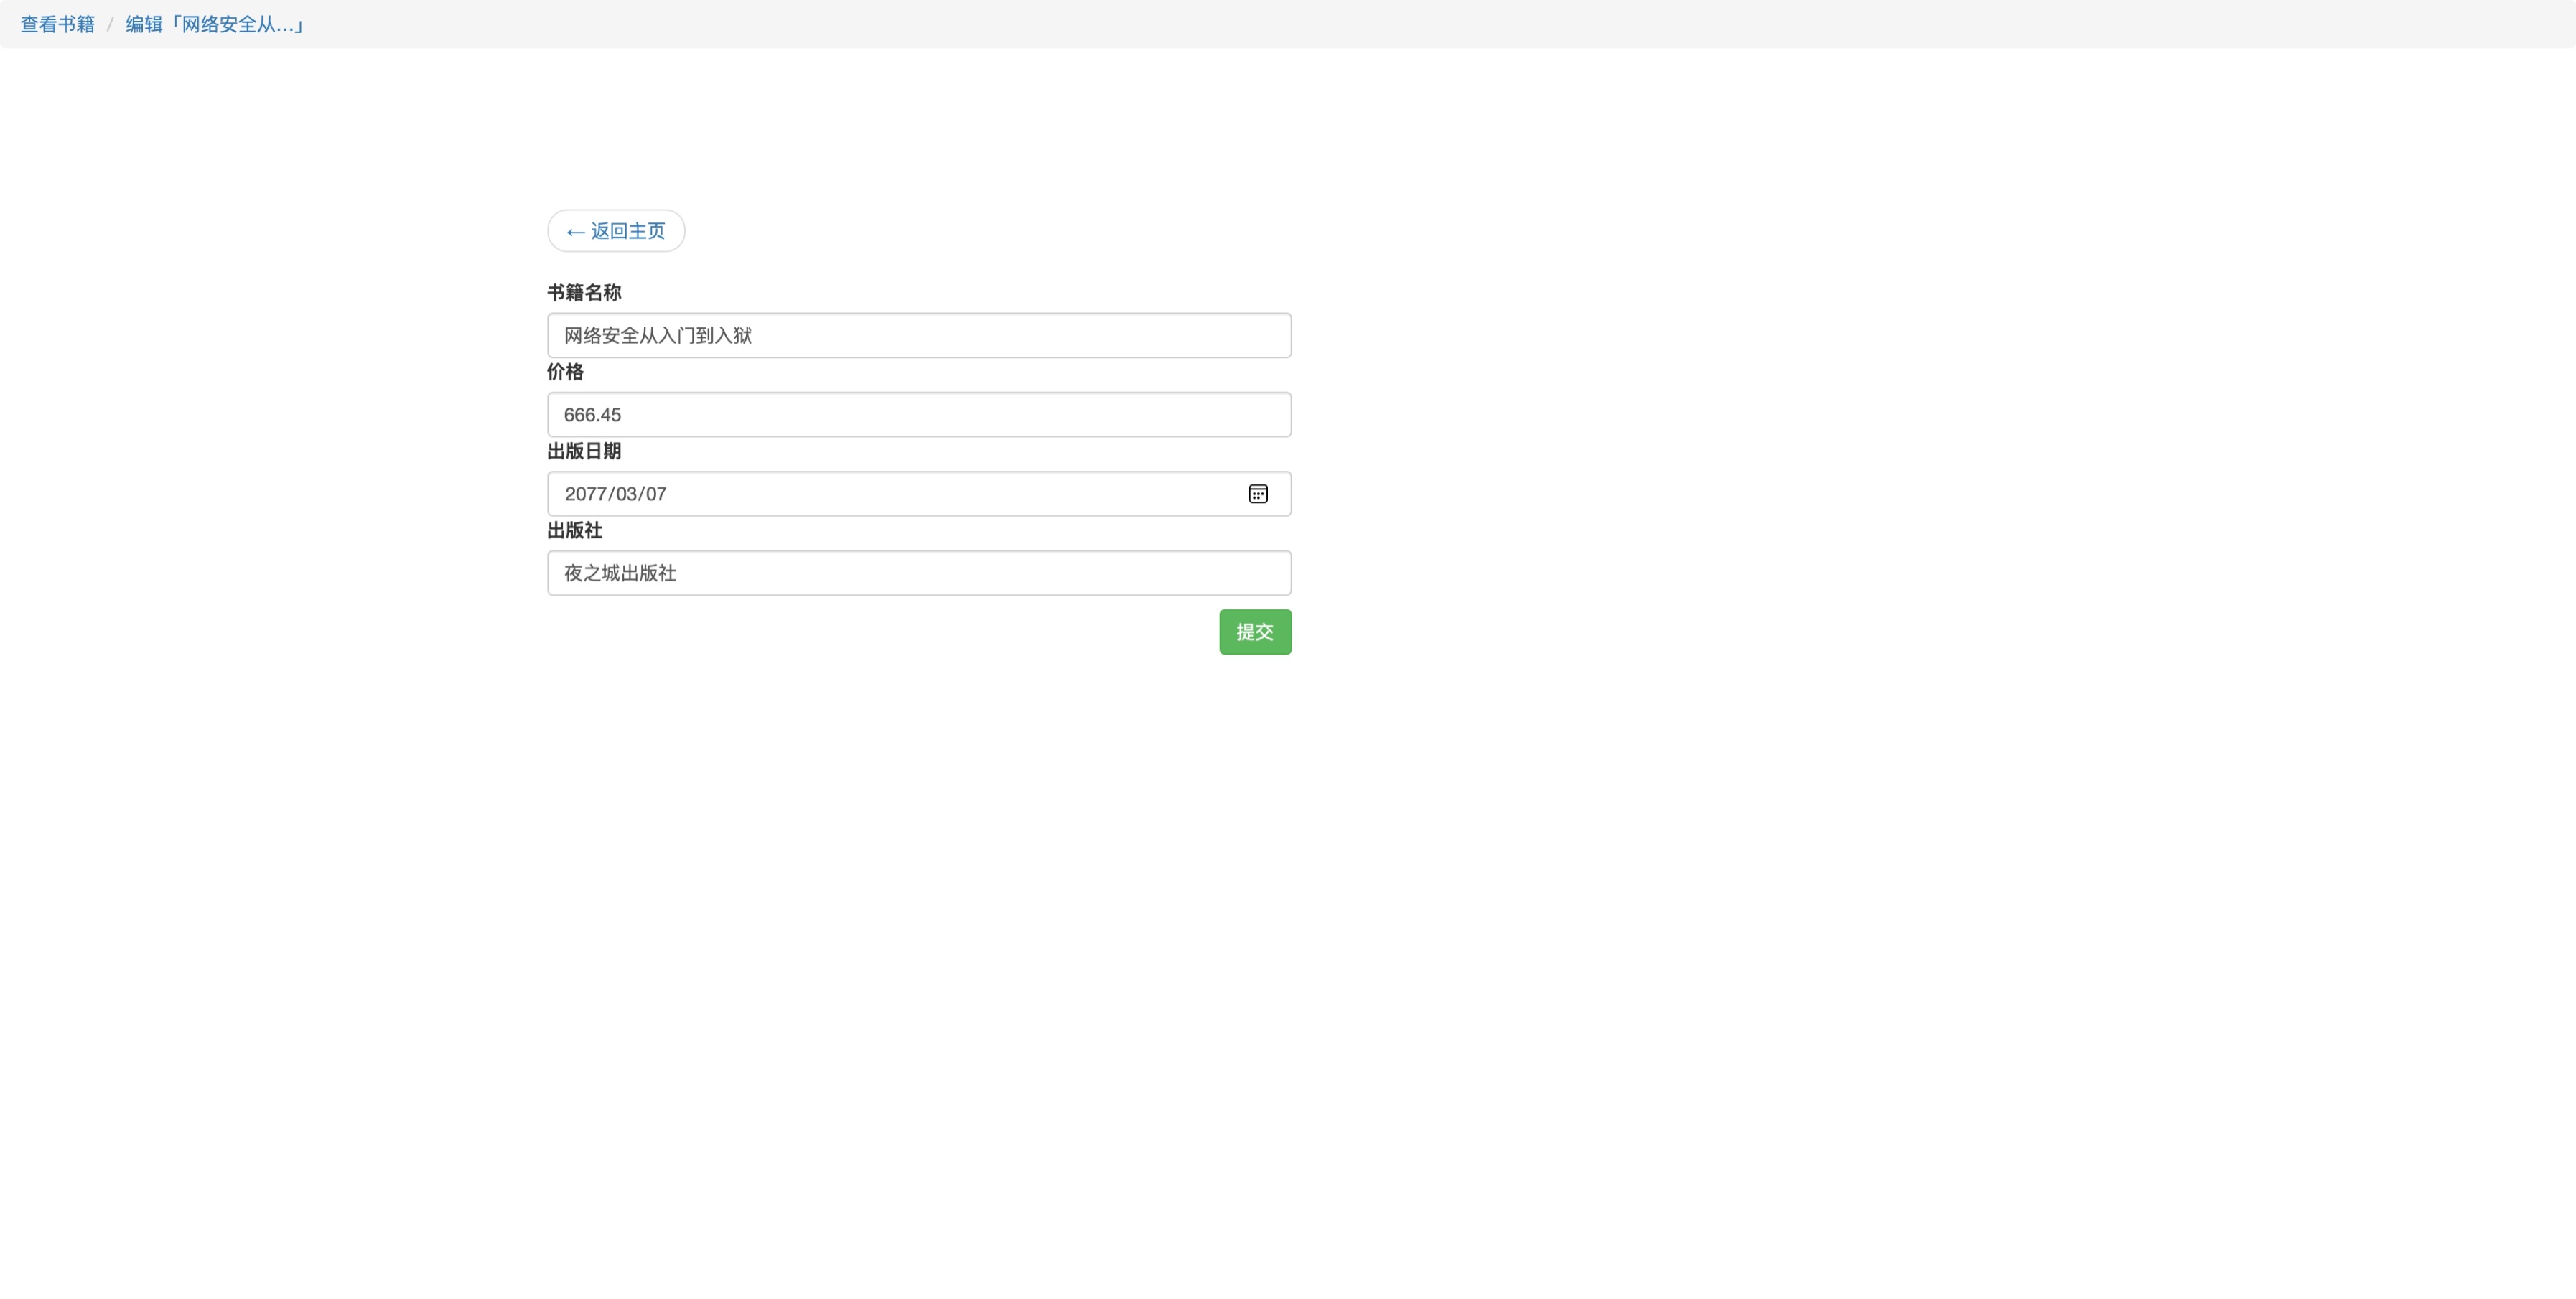 查看书籍 / 编辑「网络安全从...」
← 返回主页
书籍名称
网络安全从入门到入狱
价格
666.45
出版日期
2077/03/07
出版社
夜之城出版社
提交